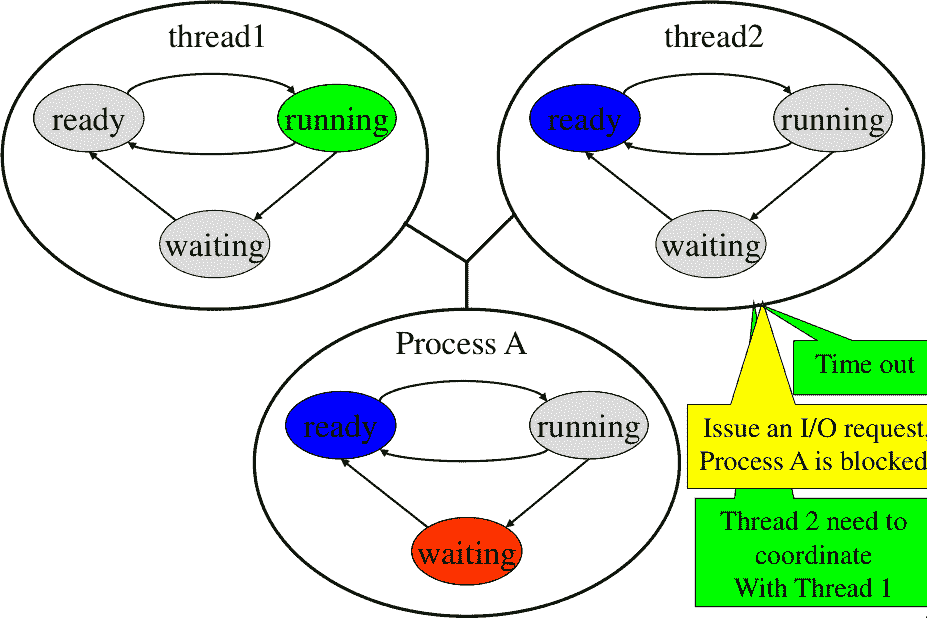 thread1
ready
running
waiting
thread2
ready
running
waiting
Process A
ready
running
waiting
Time out
Issue an I/O request,
Process A is blocked
Thread 2 need to
coordinate
With Thread 1